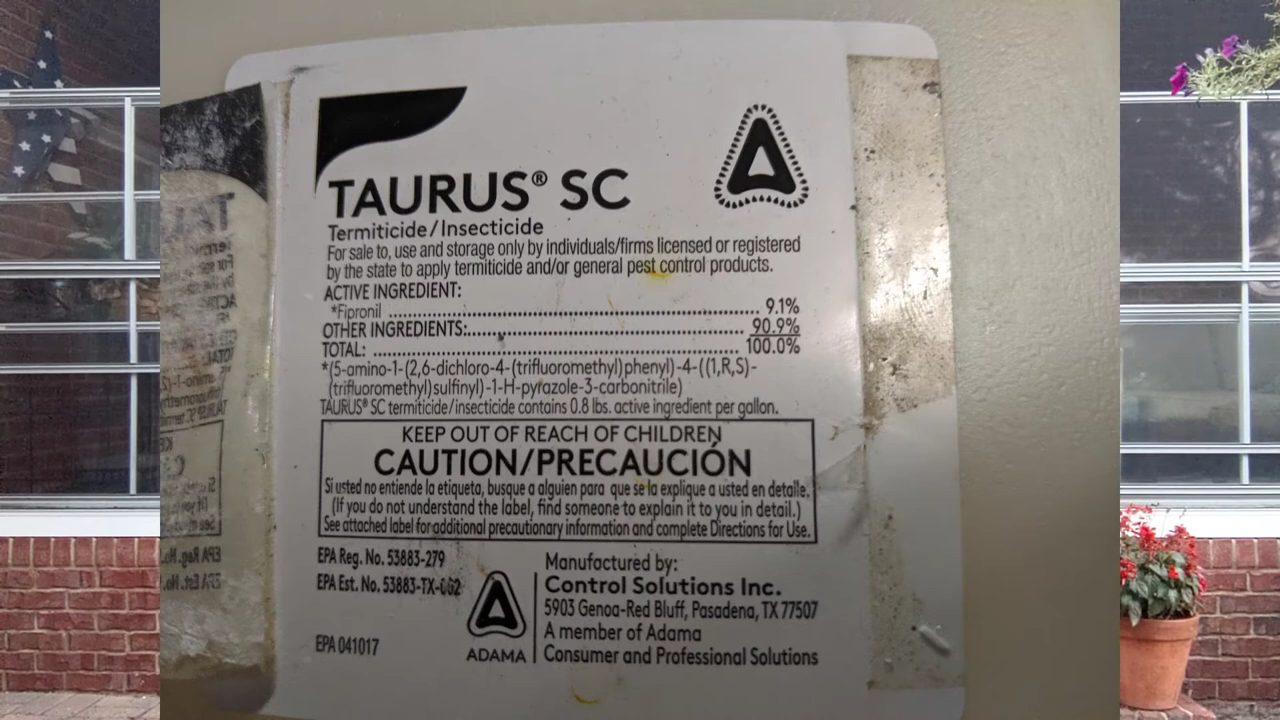 TAURUS® SC
Termiticide/Insecticide
For sale to, use and storage only by individuals/firms licensed or registered
by the state to apply termiticide and/or general pest control products.
ACTIVE INGREDIENT:
*Fipronil ........................................................................ 9.1%
OTHER INGREDIENTS:..................................................... 90.9%
TOTAL: ........................................................................ 100.0%
*(5-amino-1-(2,6-dichloro-4-(trifluoromethyl)phenyl)-4-((1,R,S)-
(trifluoromethyl)sulfinyl)-1-H-pyrazole-3-carbonitrile)
TAURUS® SC termiticide/insecticide contains 0.8 lbs. active ingredient per gallon.
KEEP OUT OF REACH OF CHILDREN
CAUTION/PRECAUCIÓN
Si usted no entiende la etiqueta, busque a alguien para que se la explique a usted en detalle.
(If you do not understand the label, find someone to explain it to you in detail.)
See attached label for additional precautionary information and complete Directions for Use.
EPA Reg. No. 53883-279
EPA Est. No. 53883-TX-002
EPA 041017
ADAMA
Manufactured by:
Control Solutions Inc.
5903 Genoa-Red Bluff, Pasadena, TX 77507
A member of Adama
Consumer and Professional Solutions